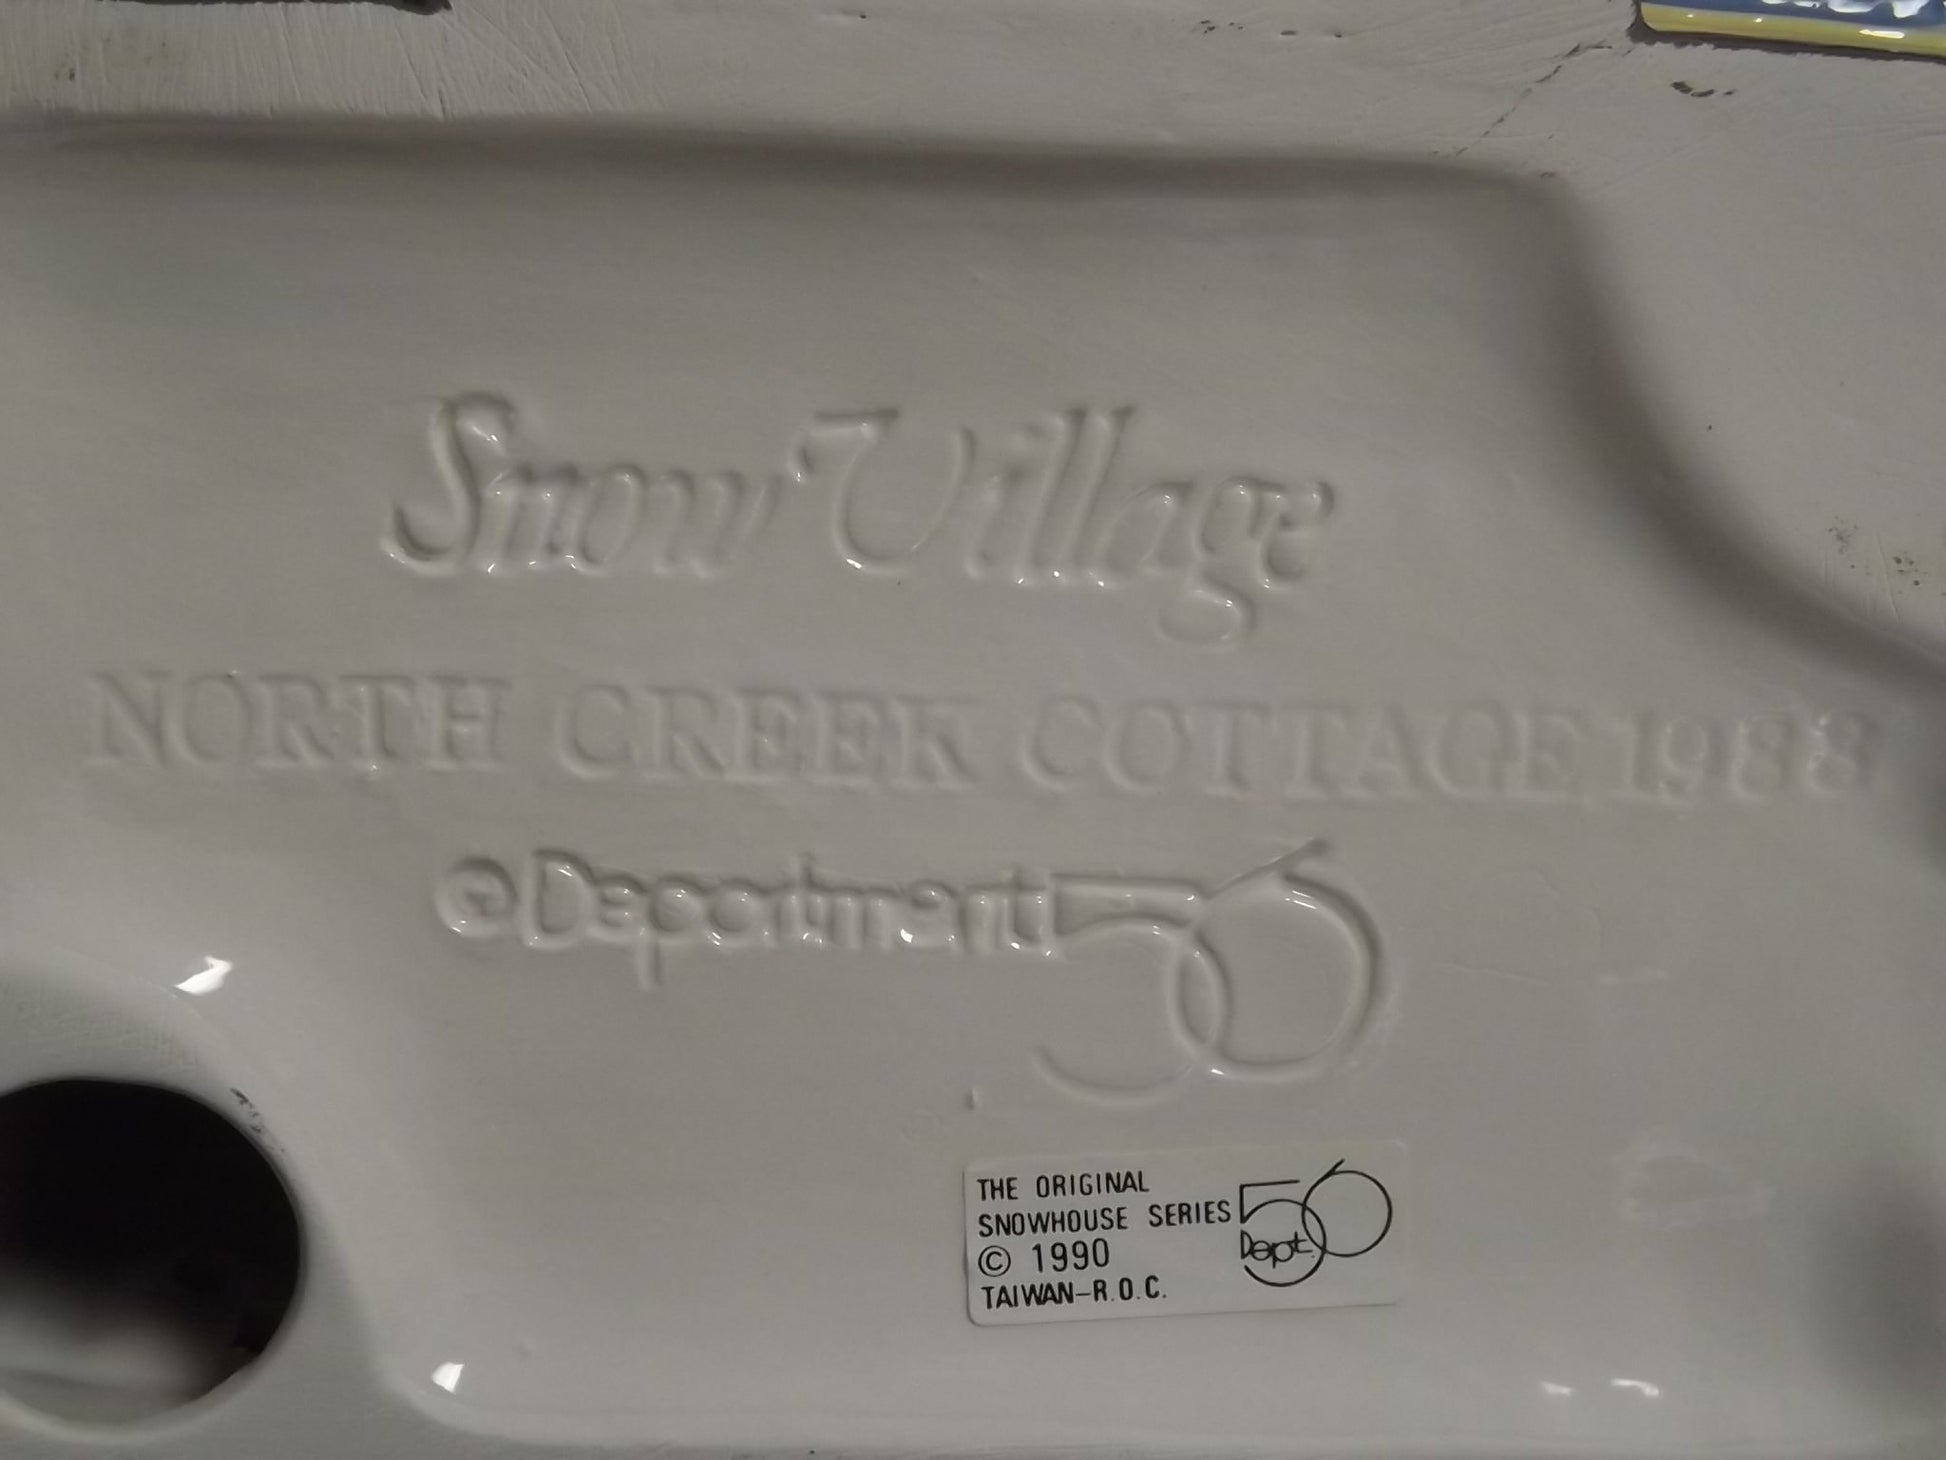 Snow Village
NORTH CREEK COTTAGE 1988
© Department 56
THE ORIGINAL
SNOWHOUSE SERIES
© 1990
TAIWAN-R.O.C.
56
Dept.